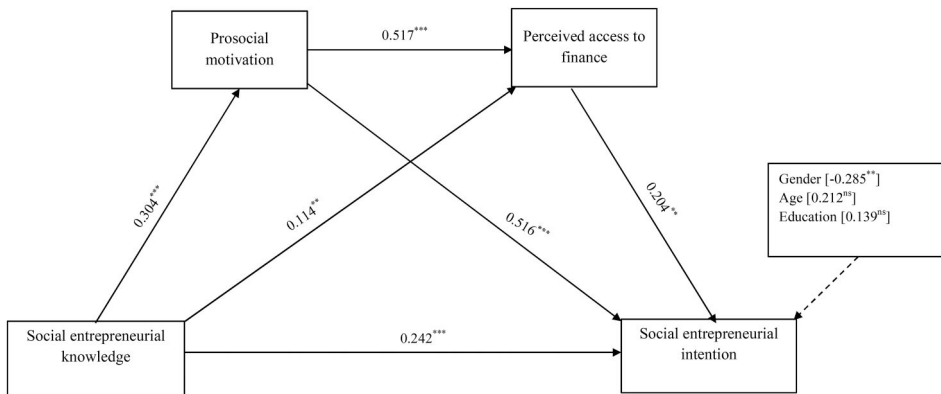 Prosocial
motivation
0.517***
Perceived access to
finance
0.304***
0.114**
0.516***
0.204**
Gender [-0.285**]
Age [0.212ns]
Education [0.139ns]
Social entrepreneurial
knowledge
0.242***
Social entrepreneurial
intention